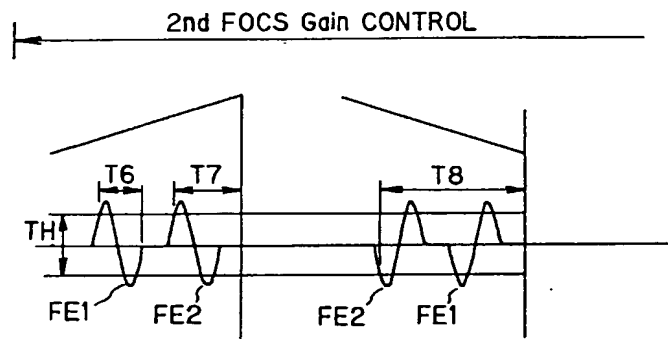 2nd FOCS Gain CONTROL
T6 T7 T8
TH
FE1 FE2 FE2 FE1